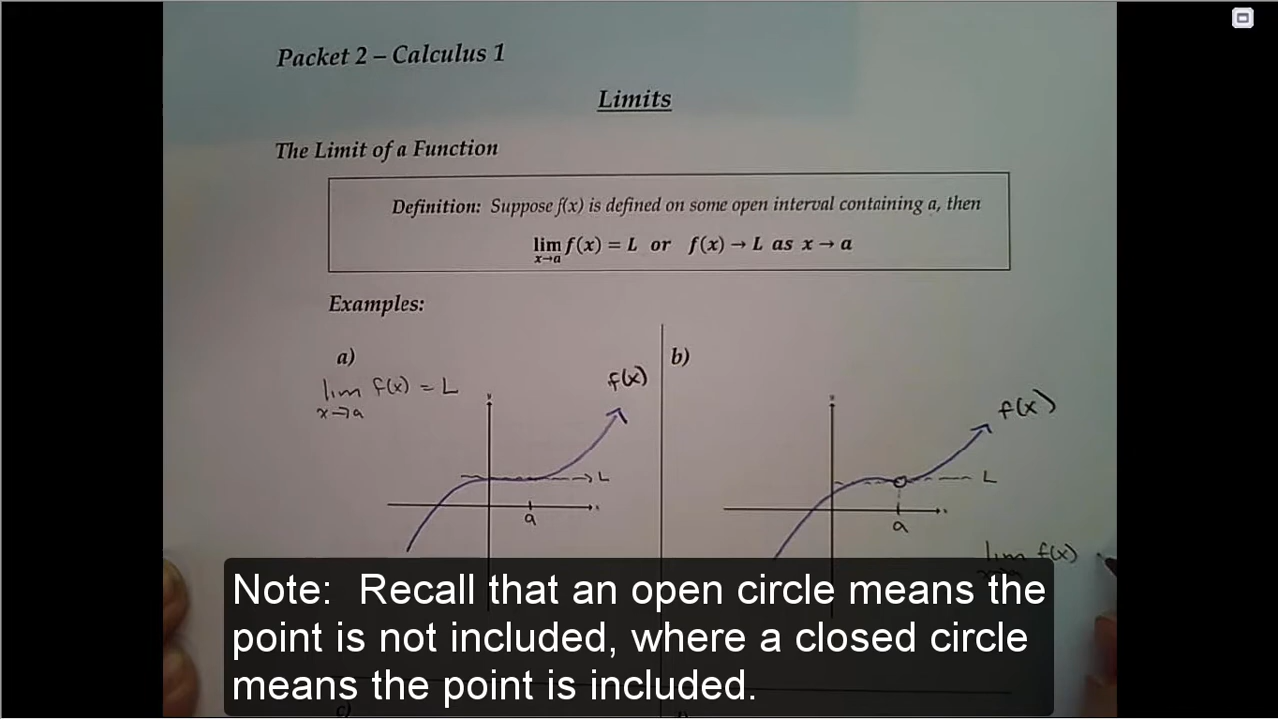 Packet 2 – Calculus 1
Limits
The Limit of a Function
Definition: Suppose f(x) is defined on some open interval containing a, then
lim f(x) = L or f(x) → L as x → a
x→a
Examples:
a)
b)
lim f(x) = L
x→a
f(x)
L
a
f(x)
L
a
lim f(x)
Note: Recall that an open circle means the
point is not included, where a closed circle
means the point is included.
c)